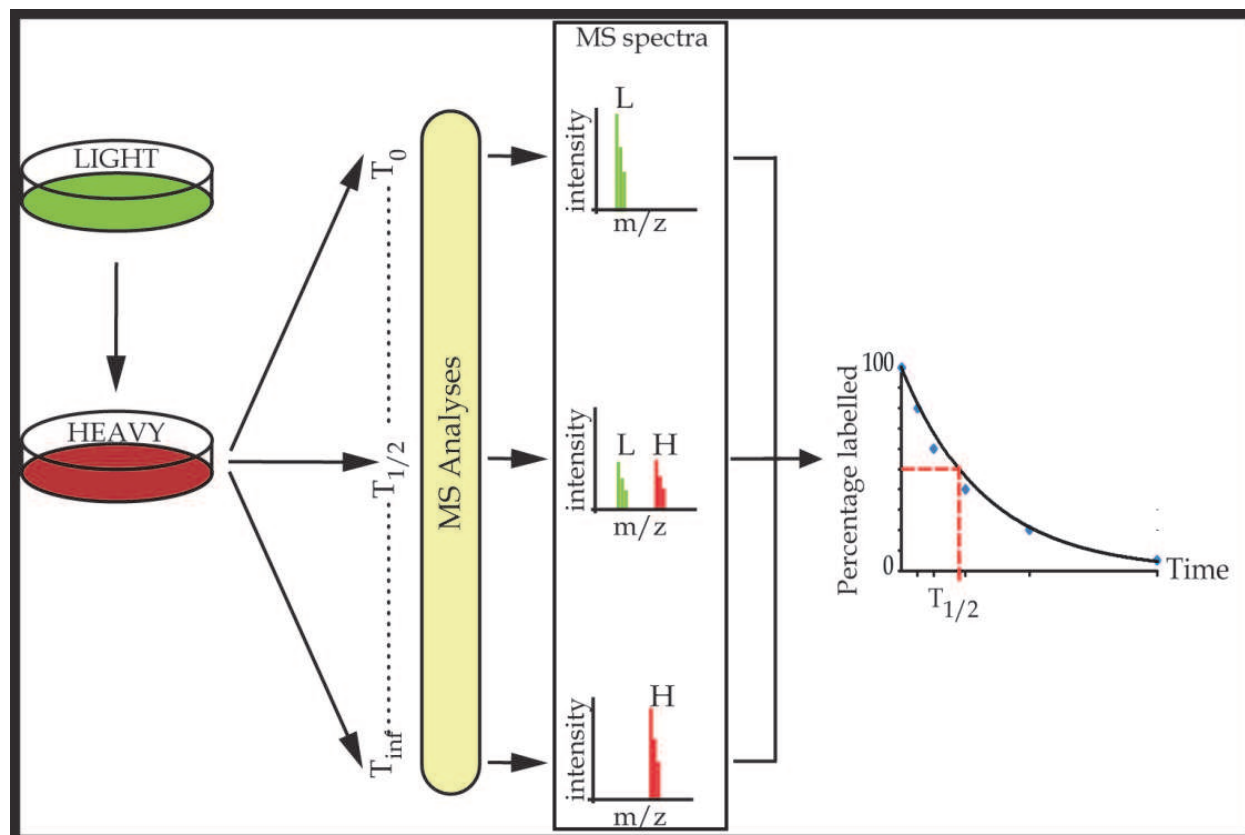 MS spectra
LIGHT
HEAVY
T0
T1/2
Tinf
MS Analyses
L
intensity
m/z
L H
intensity
m/z
H
intensity
m/z
Percentage labelled
100
0
Time
T1/2